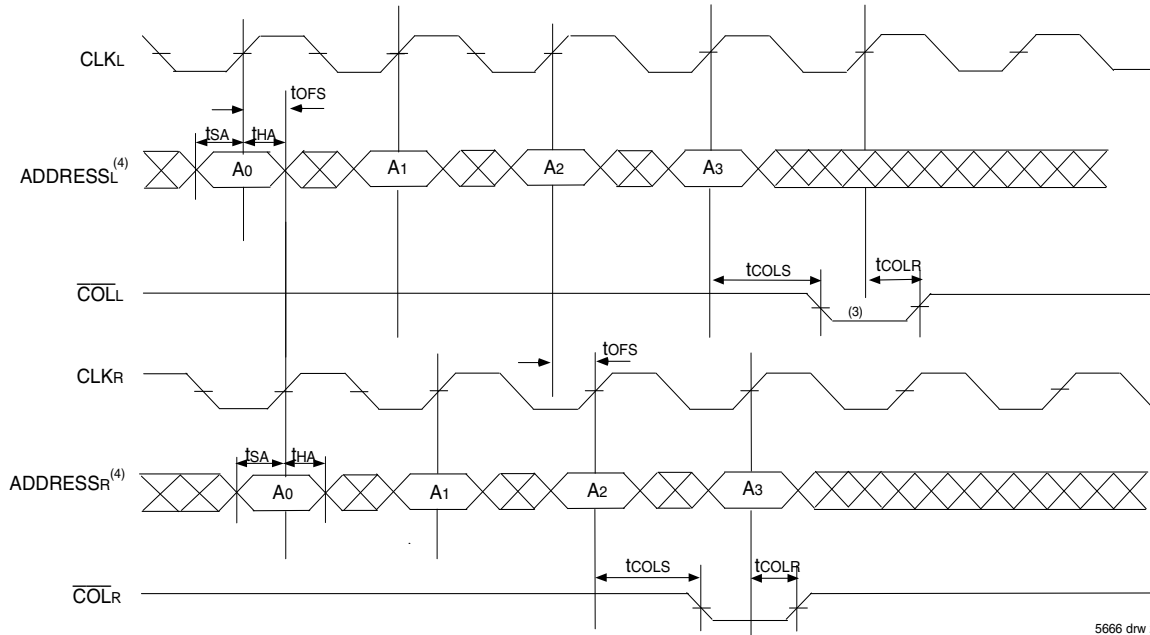 CLKL
tOFS
tSA tHA
ADDRESSL(4) A0 A1 A2 A3
tCOLS tCOLR
COLL (3)
tOFS
CLKR
tSA tHA
ADDRESSR(4) A0 A1 A2 A3
tCOLS tCOLR
COLR
5666 drw